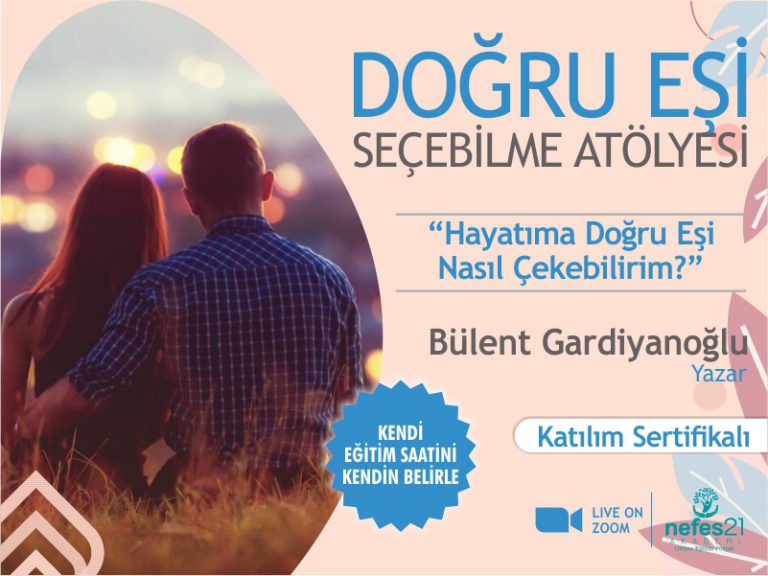 DOĞRU EŞİ
SEÇEBİLME ATÖLYESİ
“Hayatıma Doğru Eşi
Nasıl Çekebilirim?”
Bülent Gardiyanoğlu
Yazar
KENDİ
EĞİTİM SAATİNİ
KENDİN BELİRLE
Katılım Sertifikalı
LIVE ON
ZOOM
nefes21
AKADEMİ